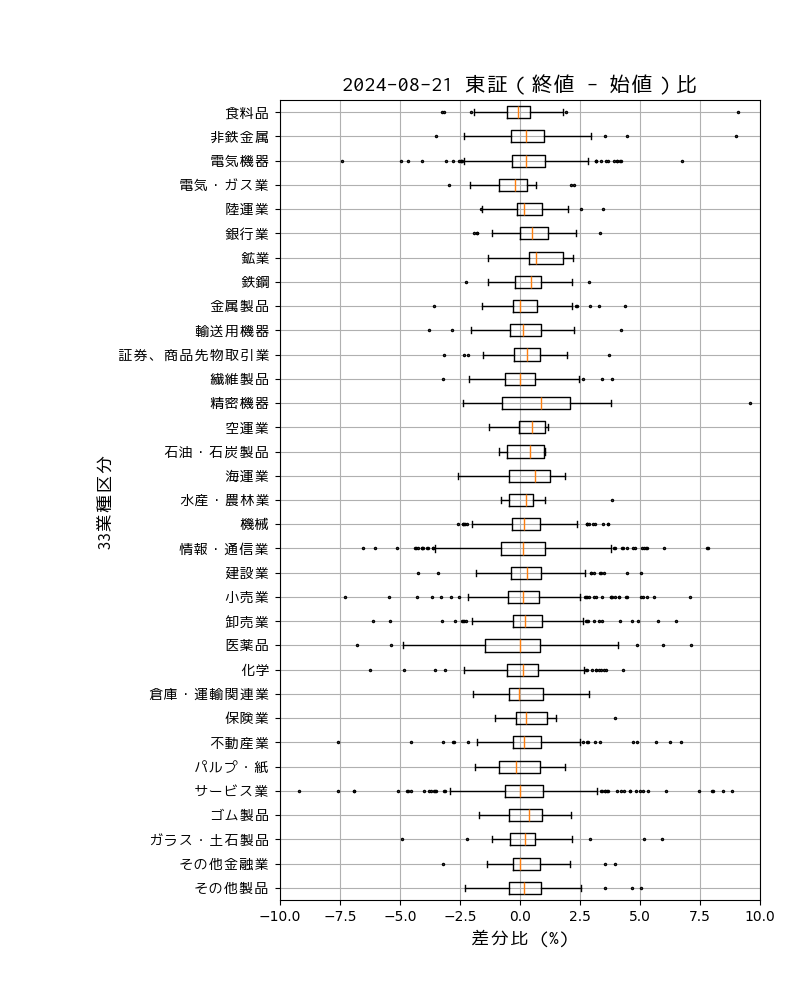 2024-08-21 東証 ( 終値 - 始値 ) 比
食料品
非鉄金属
電気機器
電気・ガス業
陸運業
銀行業
鉱業
鉄鋼
金属製品
輸送用機器
証券、商品先物取引業
繊維製品
精密機器
空運業
石油・石炭製品
海運業
水産・農林業
機械
情報・通信業
建設業
小売業
卸売業
医薬品
化学
倉庫・運輸関連業
保険業
不動産業
パルプ・紙
サービス業
ゴム製品
ガラス・土石製品
その他金融業
その他製品
33業種区分
−10.0 −7.5 −5.0 −2.5 0.0 2.5 5.0 7.5 10.0
差分比 (%)